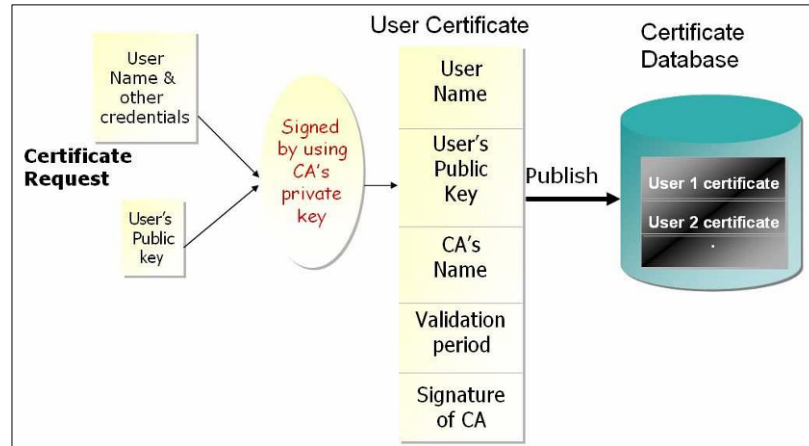 User
Name &
other
credentials
Certificate
Request
User's
Public
key
Signed
by using
CA's
private
key
User Certificate
User
Name
User's
Public
Key
CA's
Name
Validation
period
Signature
of CA
Publish
Certificate
Database
User 1 certificate
User 2 certificate
.